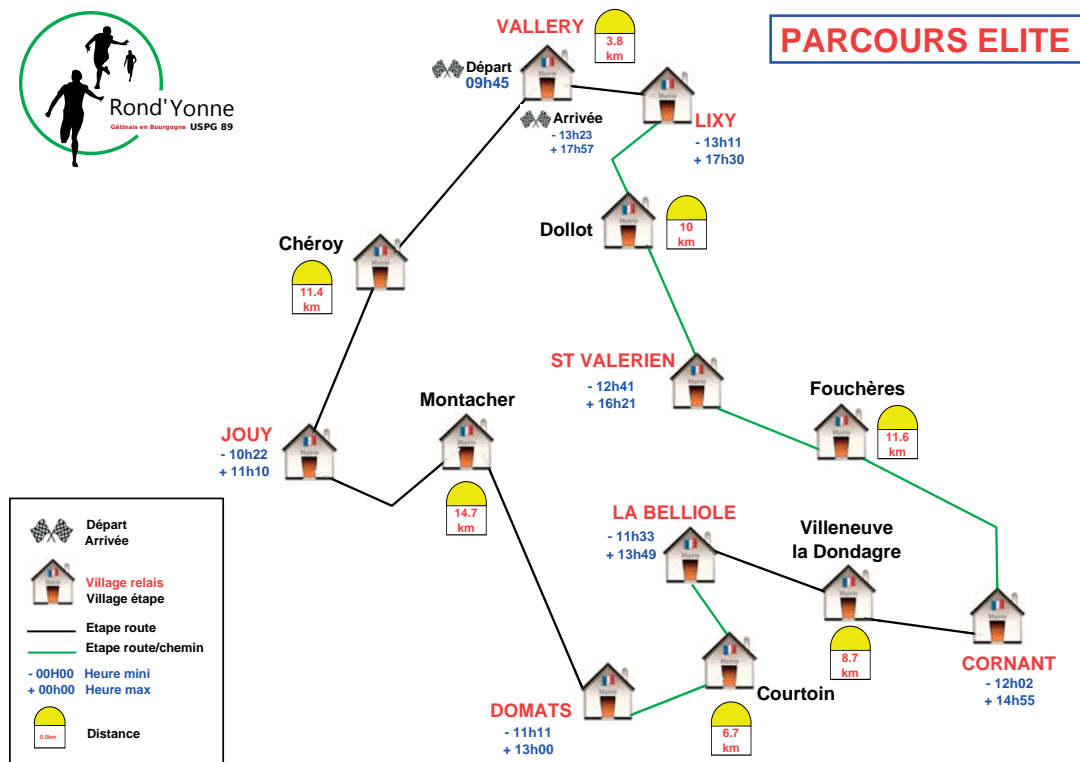 PARCOURS ELITE
Rond'Yonne
Gâtinais en Bourgogne USPG 89
VALLERY
3.8
km
Départ
09h45
Arrivée
- 13h23
+ 17h57
LIXY
- 13h11
+ 17h30
Dollot
10
km
Chéroy
11.4
km
ST VALERIEN
- 12h41
+ 16h21
Fouchères
11.6
km
Montacher
14.7
km
JOUY
- 10h22
+ 11h10
LA BELLIOLE
- 11h33
+ 13h49
Villeneuve
la Dondagre
8.7
km
CORNANT
- 12h02
+ 14h55
Courtoin
6.7
km
DOMATS
- 11h11
+ 13h00
Départ
Arrivée
Village relais
Village étape
Etape route
Etape route/chemin
- 00H00 Heure mini
+ 00h00 Heure max
0.0km
Distance